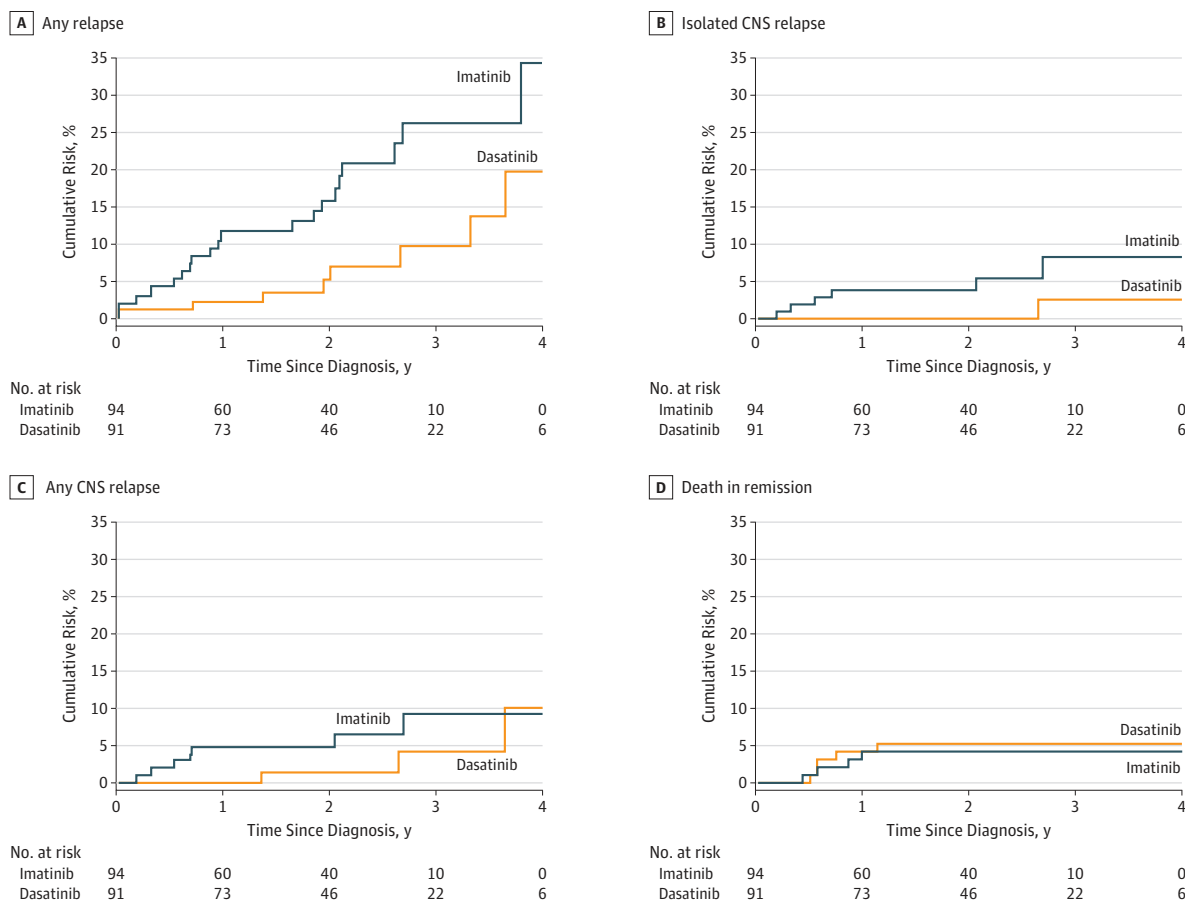 A Any relapse
35
30
25
20
15
10
5
0
Cumulative Risk, %
Imatinib
Dasatinib
0 1 2 3 4
Time Since Diagnosis, y
No. at risk
Imatinib 94 60 40 10 0
Dasatinib 91 73 46 22 6
B Isolated CNS relapse
35
30
25
20
15
10
5
0
Cumulative Risk, %
Imatinib
Dasatinib
0 1 2 3 4
Time Since Diagnosis, y
No. at risk
Imatinib 94 60 40 10 0
Dasatinib 91 73 46 22 6
C Any CNS relapse
35
30
25
20
15
10
5
0
Cumulative Risk, %
Imatinib
Dasatinib
0 1 2 3 4
Time Since Diagnosis, y
No. at risk
Imatinib 94 60 40 10 0
Dasatinib 91 73 46 22 6
D Death in remission
35
30
25
20
15
10
5
0
Cumulative Risk, %
Dasatinib
Imatinib
0 1 2 3 4
Time Since Diagnosis, y
No. at risk
Imatinib 94 60 40 10 0
Dasatinib 91 73 46 22 6